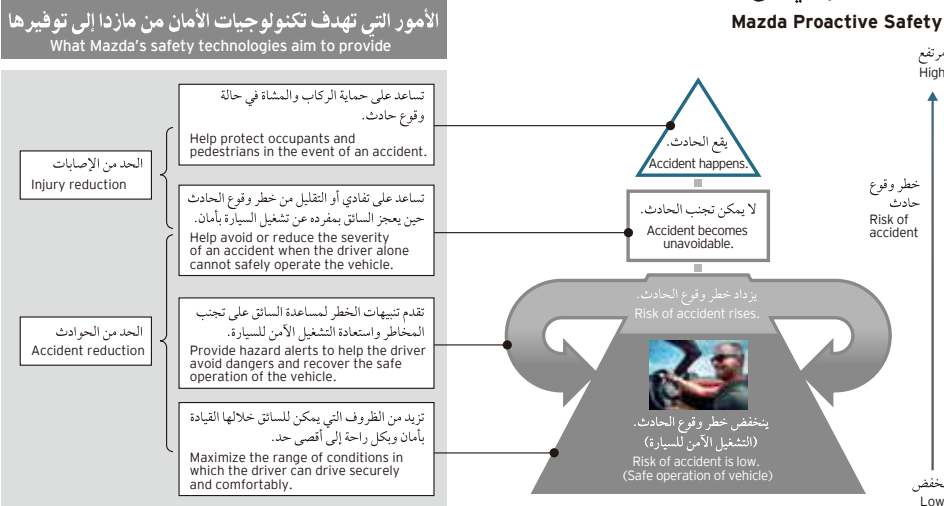 الأمور التي تهدف تكنولوجيات الأمان من مازدا إلى توفيرها
What Mazda's safety technologies aim to provide
Mazda Proactive Safety
مرتفع
High
تساعد على حماية الركاب والمشاة في حالة
وقوع حادث.
Help protect occupants and
pedestrians in the event of an accident.
يقع الحادث.
Accident happens.
الحد من الإصابات
Injury reduction
تساعد على تفادي أو التقليل من خطر وقوع الحادث
حين يعجز السائق بمفرده عن تشغيل السيارة بأمان.
Help avoid or reduce the severity
of an accident when the driver alone
cannot safely operate the vehicle.
لا يمكن تجنب الحادث.
Accident becomes
unavoidable.
خطر وقوع
حادث
Risk of
accident
يزداد خطر وقوع الحادث.
Risk of accident rises.
الحد من الحوادث
Accident reduction
تقدم تنبيهات الخطر لمساعدة السائق على تجنب
المخاطر واستعادة التشغيل الآمن للسيارة.
Provide hazard alerts to help the driver
avoid dangers and recover the safe
operation of the vehicle.
تزيد من الظروف التي يمكن للسائق خلالها القيادة
بأمان وبكل راحة إلى أقصى حد.
Maximize the range of conditions in
which the driver can drive securely
and comfortably.
ينخفض خطر وقوع الحادث.
(التشغيل الآمن للسيارة)
Risk of accident is low.
(Safe operation of vehicle)
Low